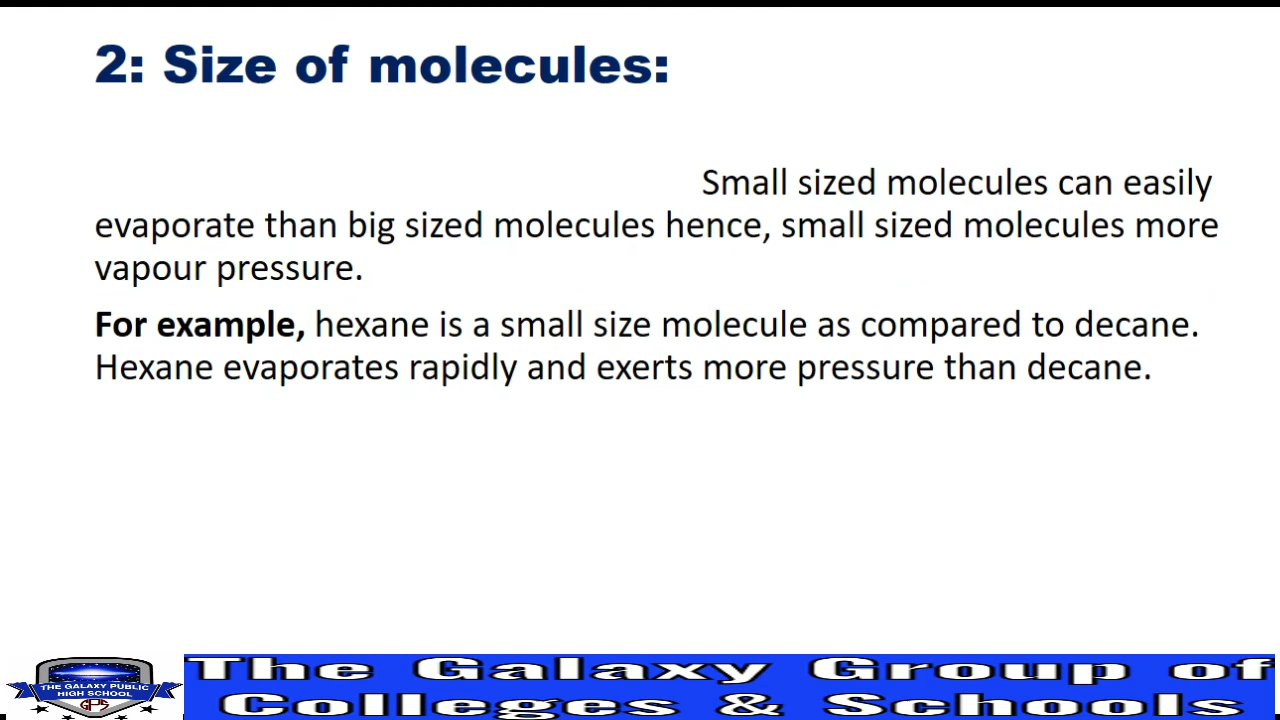 2: Size of molecules:
Small sized molecules can easily
evaporate than big sized molecules hence, small sized molecules more
vapour pressure.
For example, hexane is a small size molecule as compared to decane.
Hexane evaporates rapidly and exerts more pressure than decane.
THE GALAXY PUBLIC
HIGH SCHOOL
GPS
The Galaxy Group of
Colleges & Schools